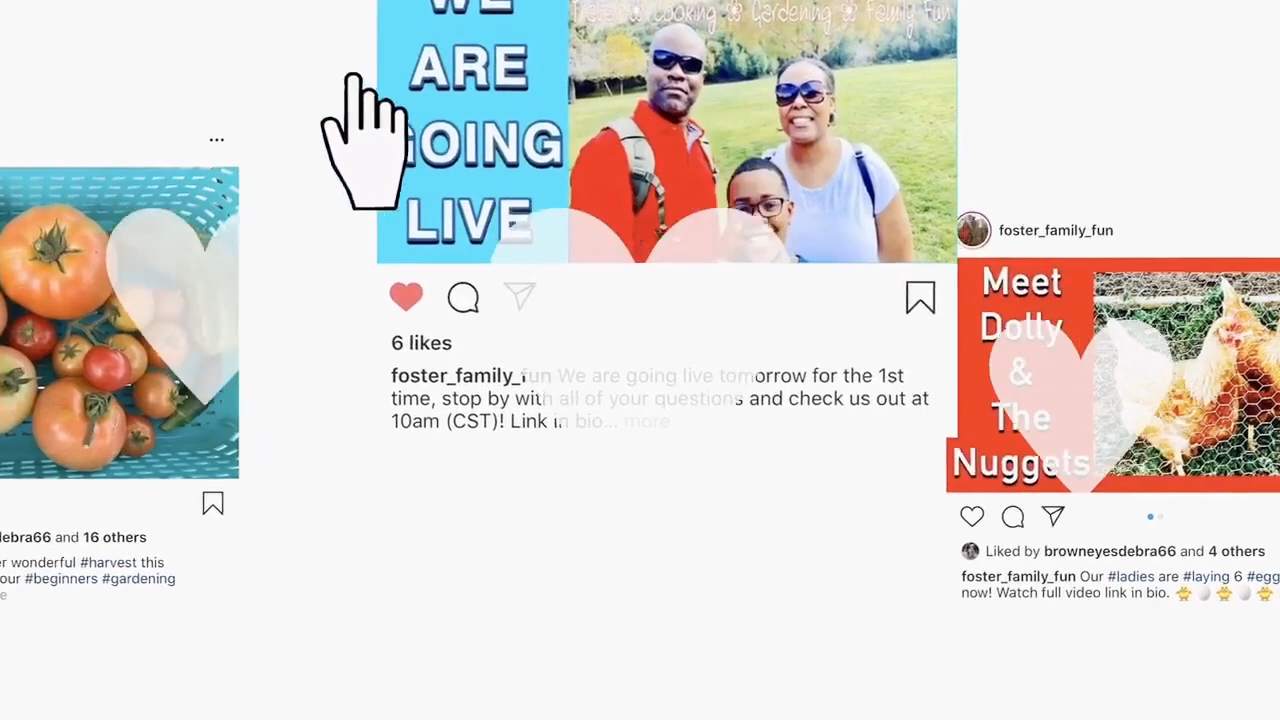 WE
ARE
GOING
LIVE
Travel Cooking Gardening Family Fun
6 likes
foster_family_fun We are going live tomorrow for the 1st
time, stop by with all of your questions and check us out at
10am (CST)! Link in bio... more
and 16 others
wonderful #harvest this
our #beginners #gardening
foster_family_fun
Meet
Dolly
&
The
Nuggets
Liked by browneyesdebra66 and 4 others
foster_family_fun Our #ladies are #laying 6 #egg
now! Watch full video link in bio.